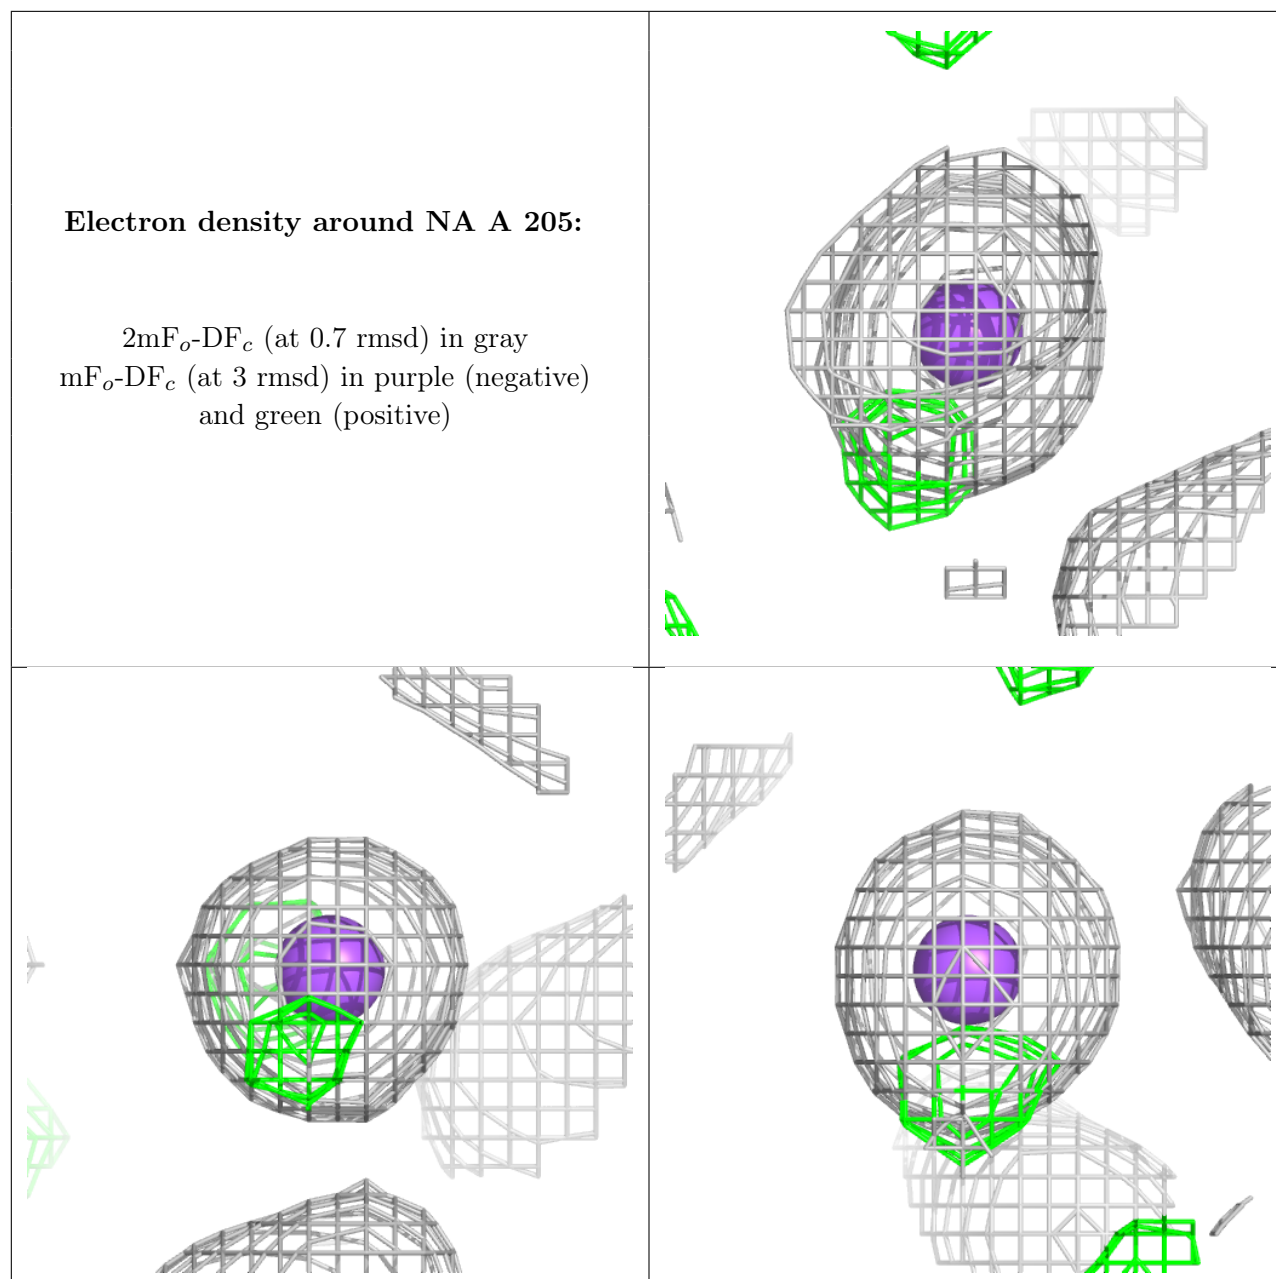 Electron density around NA A 205:
2mFo-DFc (at 0.7 rmsd) in gray
mFo-DFc (at 3 rmsd) in purple (negative)
and green (positive)